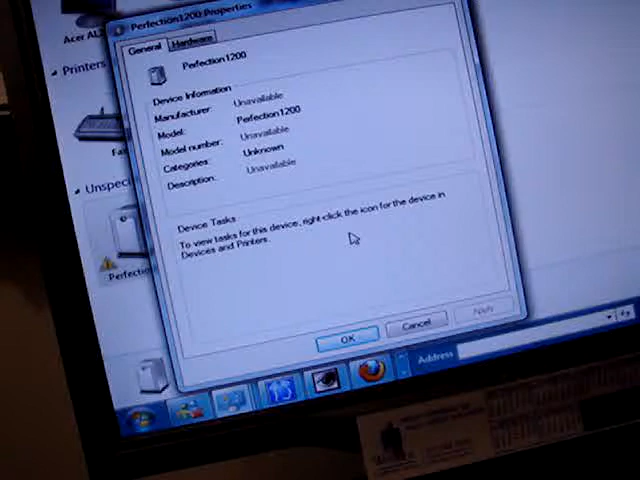 Perfection1200 Properties
General
Hardware
Acer AL
Perfection1200
Printers
Device Information
Manufacturer: Unavailable
Model: Perfection1200
Model number: Unavailable
Categories: Unknown
Description: Unavailable
Fa
Unspeci
Perfection
Device Tasks
To view tasks for this device, right-click the icon for the device in
Devices and Printers.
OK
Cancel
Apply
Address